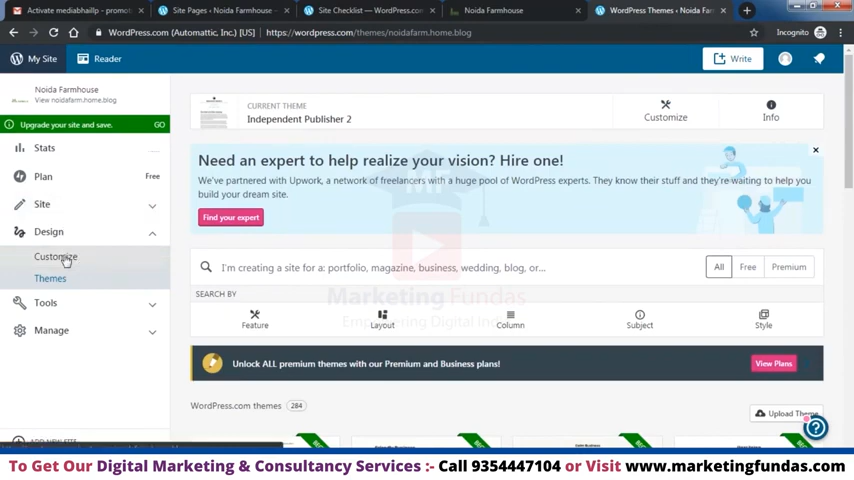 Activate mediabhaillp - promot
Site Pages ‹ Noida Farmhouse —
Site Checklist — WordPress.com
Noida Farmhouse
WordPress Themes ‹ Noida Farm
WordPress.com (Automattic, Inc.) [US]
https://wordpress.com/themes/noidafarm.home.blog
Incognito
My Site
Reader
Write
Noida Farmhouse
View noidafarm.home.blog
Upgrade your site and save.
GO
Stats
Plan
Free
Site
Design
Customize
Themes
Tools
Manage
ADD NEW SITE
CURRENT THEME
Independent Publisher 2
Customize
Info
Need an expert to help realize your vision? Hire one!
We've partnered with Upwork, a network of freelancers with a huge pool of WordPress experts. They know their stuff and they're waiting to help you
build your dream site.
Find your expert
I'm creating a site for a: portfolio, magazine, business, wedding, blog, or...
All
Free
Premium
MF
Marketing Fundas
SEARCH BY
Feature
Layout
Column
Subject
Style
Unlock ALL premium themes with our Premium and Business plans!
View Plans
WordPress.com themes
284
Upload Theme
To Get Our Digital Marketing & Consultancy Services :- Call 9354447104 or Visit www.marketingfundas.com